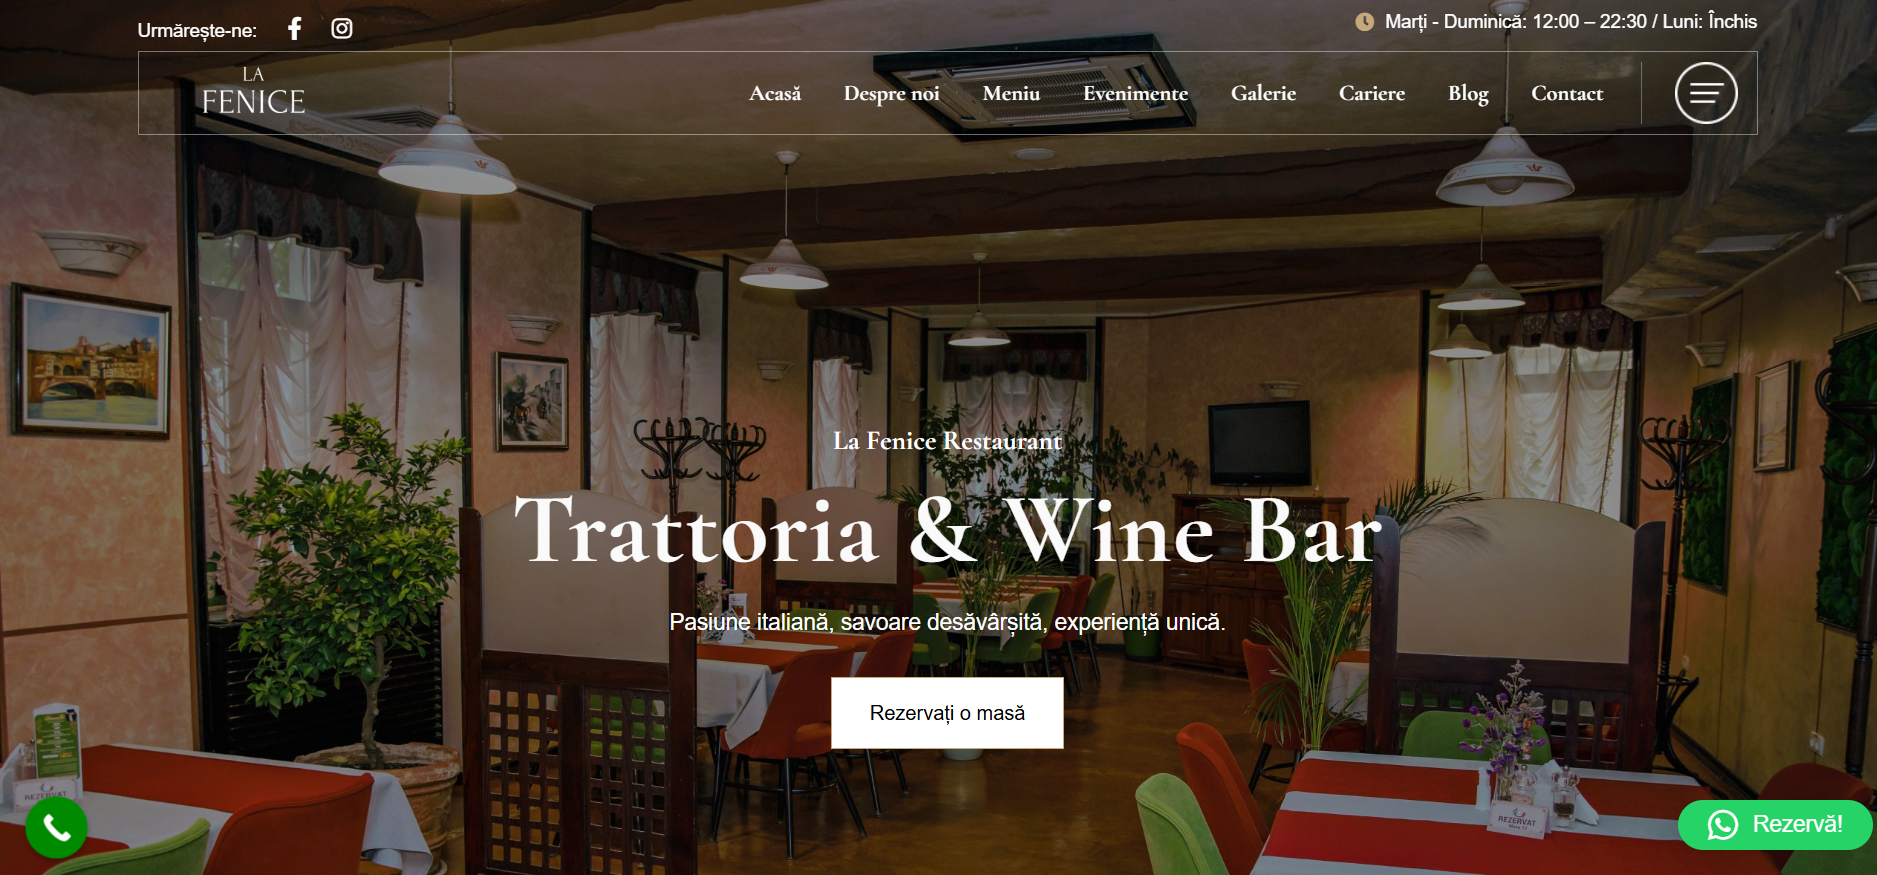 Urmărește-ne:
Marți - Duminică: 12:00 – 22:30 / Luni: Închis
LA
FENICE
Acasă
Despre noi
Meniu
Evenimente
Galerie
Cariere
Blog
Contact
La Fenice Restaurant
Trattoria & Wine Bar
Pasiune italiană, savoare desăvârșită, experiență unică.
Rezervați o masă
REZERVAT
REZERVAT
Rezervă!